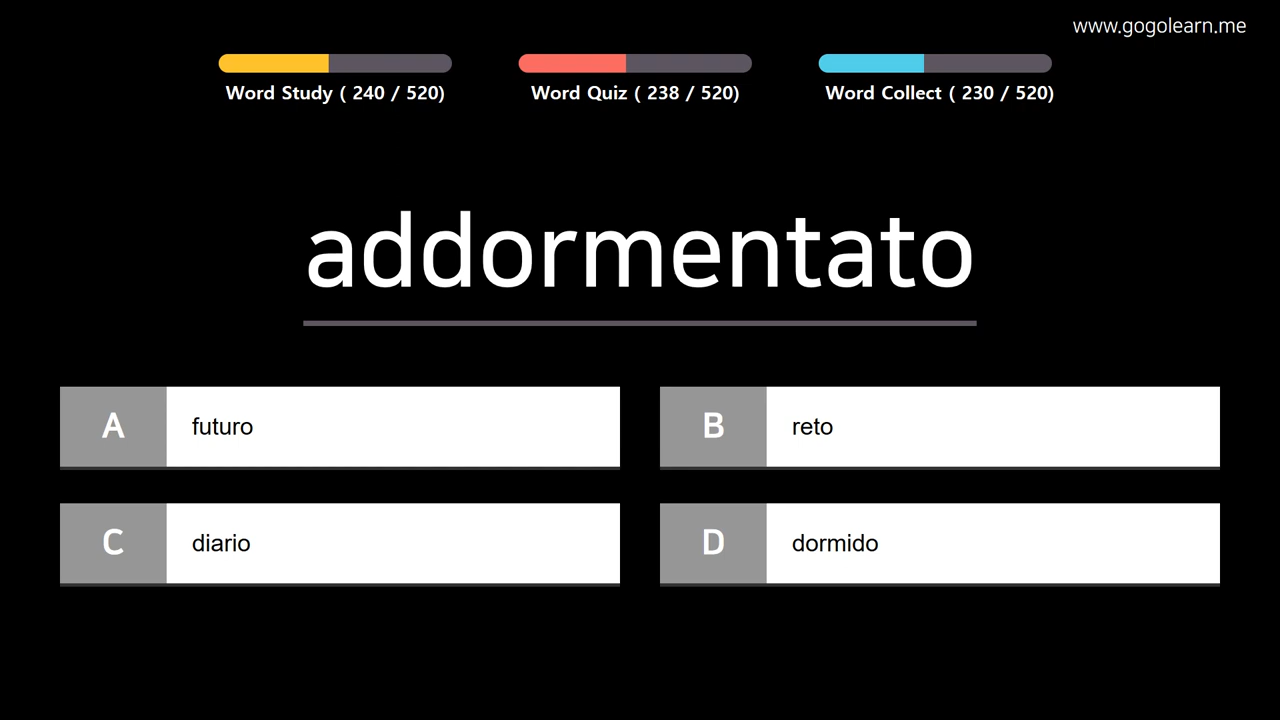 www.gogolearn.me
Word Study ( 240 / 520)
Word Quiz ( 238 / 520)
Word Collect ( 230 / 520)
addormentato
A futuro
B reto
C diario
D dormido